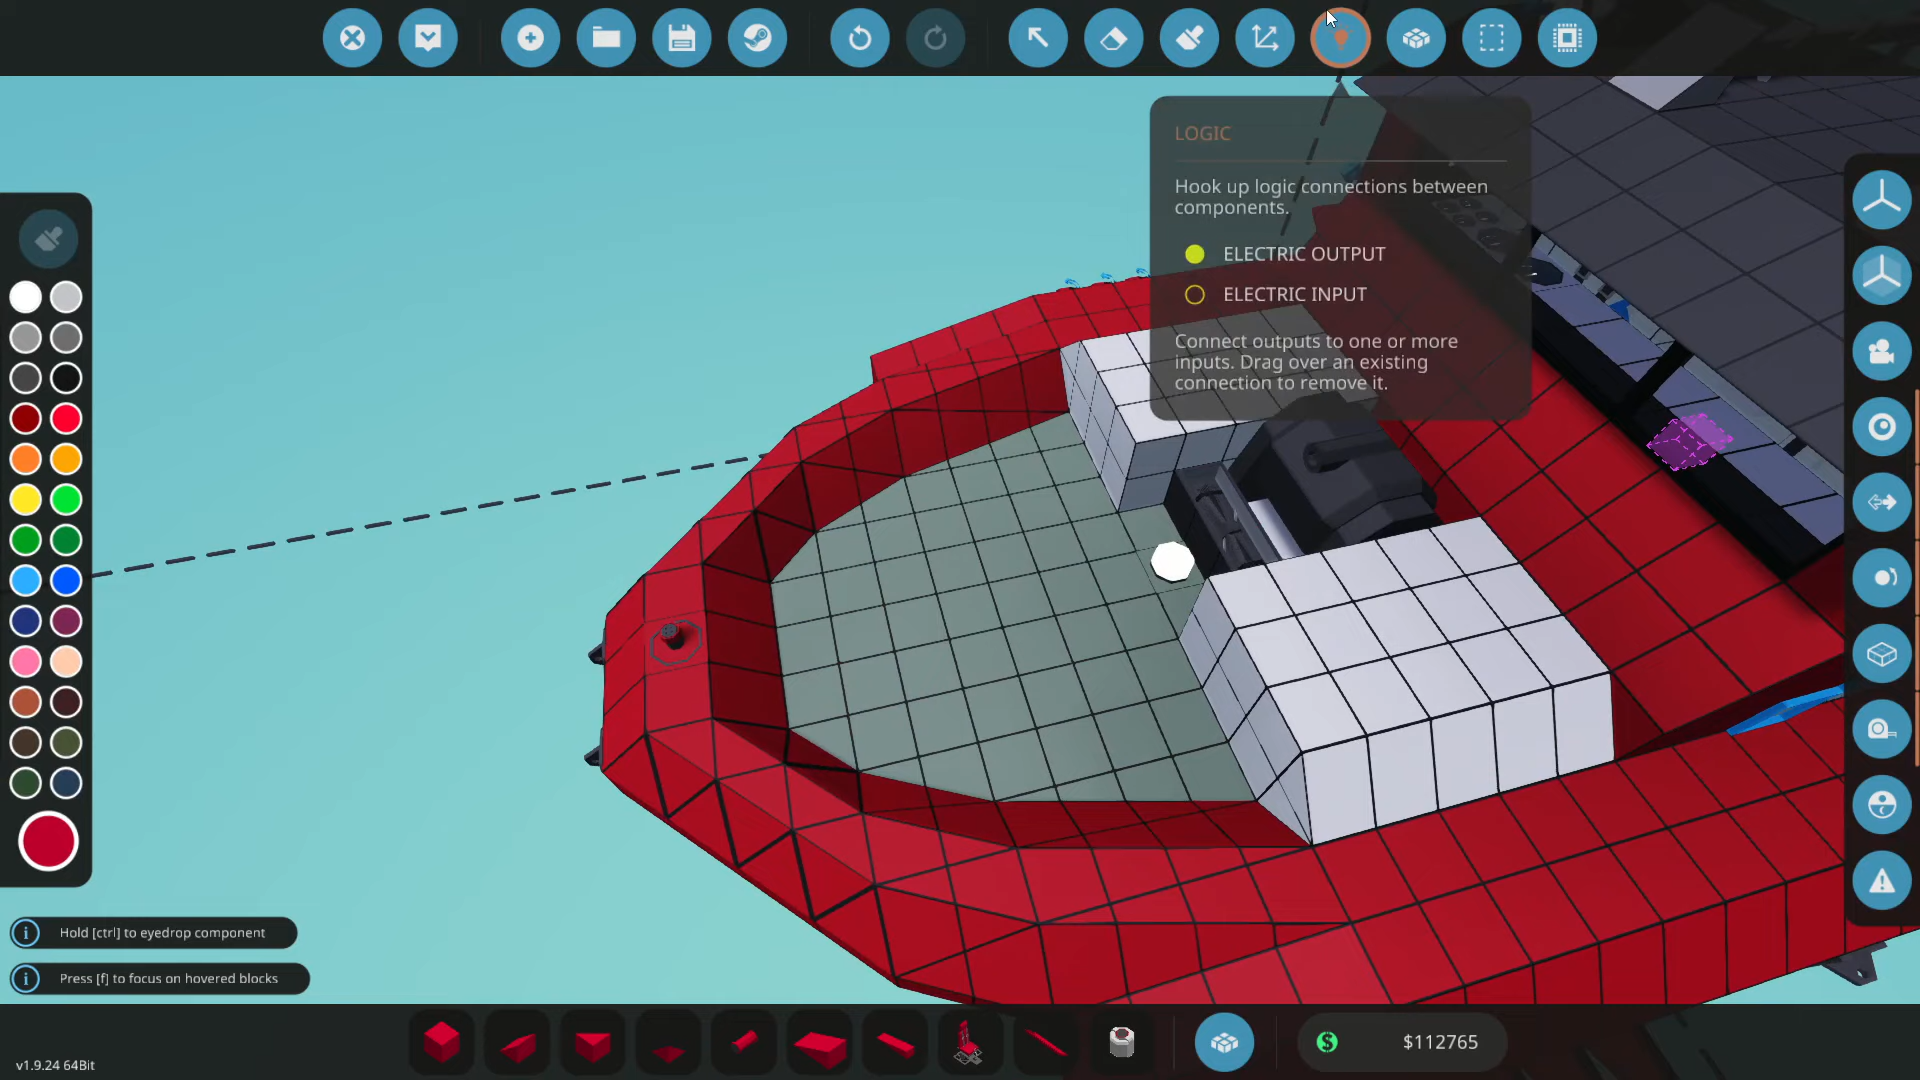 LOGIC
Hook up logic connections between
components.
ELECTRIC OUTPUT
ELECTRIC INPUT
Connect outputs to one or more
inputs. Drag over an existing
connection to remove it.
Hold [ctrl] to eyedrop component
Press [f] to focus on hovered blocks
$ $112765
v1.9.24 64Bit